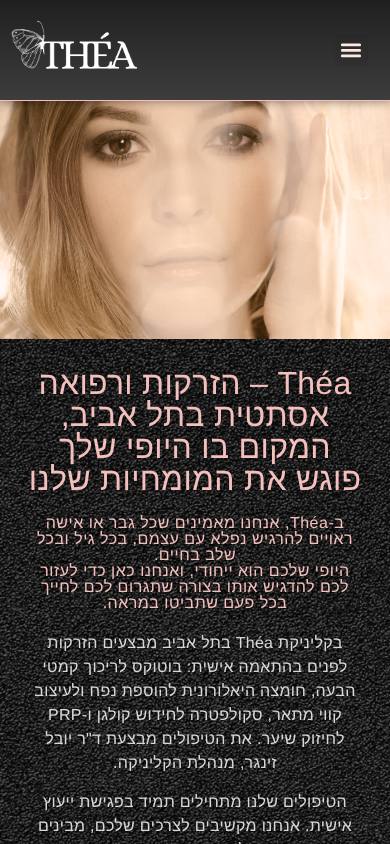 THÉA
Théa – הזרקות ורפואה
אסתטית בתל אביב,
המקום בו היופי שלך
פוגש את המומחיות שלנו
ב-Théa, אנחנו מאמינים שכל גבר או אישה
ראויים להרגיש נפלא עם עצמם, בכל גיל ובכל
שלב בחיים.
היופי שלכם הוא ייחודי, ואנחנו כאן כדי לעזור
לכם להדגיש אותו בצורה שתגרום לכם לחייך
בכל פעם שתביטו במראה.
בקליניקת Théa בתל אביב מבצעים הזרקות
לפנים בהתאמה אישית: בוטוקס לריכוך קמטי
הבעה, חומצה היאלורונית להוספת נפח ולעיצוב
קווי מתאר, סקולפטרה לחידוש קולגן ו-PRP
לחיזוק שיער. את הטיפולים מבצעת ד"ר יובל
זינגר, מנהלת הקליניקה.
הטיפולים שלנו מתחילים תמיד בפגישת ייעוץ
אישית. אנחנו מקשיבים לצרכים שלכם, מבינים